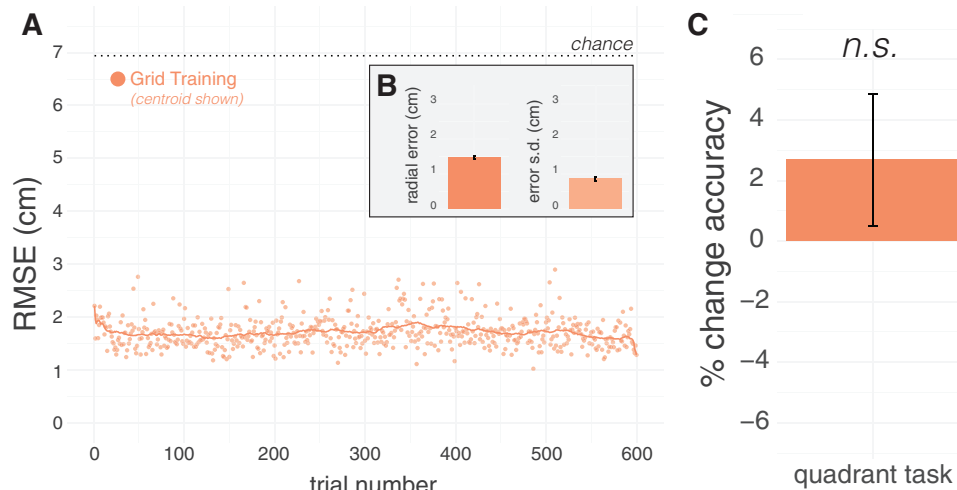 A
7
6
5
4
3
2
1
0
RMSE (cm)
chance
Grid Training
(centroid shown)
B
3
2
1
0
radial error (cm)
3
2
1
0
error s.d. (cm)
0
100
200
300
400
500
600
trial number
C
n.s.
6
4
2
0
−2
−4
−6
% change accuracy
quadrant task